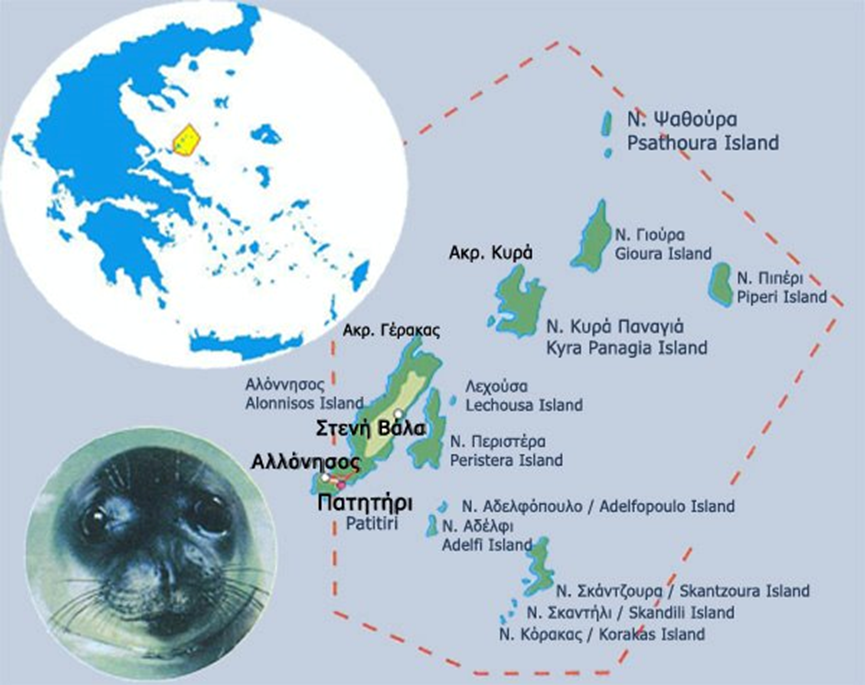 Ν. Ψαθούρα
Psathoura Island
Ν. Γιούρα
Gioura Island
Ακρ. Κυρά
Ν. Πιπέρι
Piperi Island
Ν. Κυρά Παναγιά
Kyra Panagia Island
Ακρ. Γέρακας
Αλόννησος
Alonnisos Island
Λεχούσα
Lechousa Island
Στενή Βάλα
Ν. Περιστέρα
Peristera Island
Αλλόνησος
Πατητήρι
Patitiri
Ν. Αδελφόπουλο / Adelfopoulo Island
Ν. Αδέλφι
Adelfi Island
Ν. Σκάντζουρα / Skantzoura Island
Ν. Σκαντήλι / Skandili Island
Ν. Κόρακας / Korakas Island